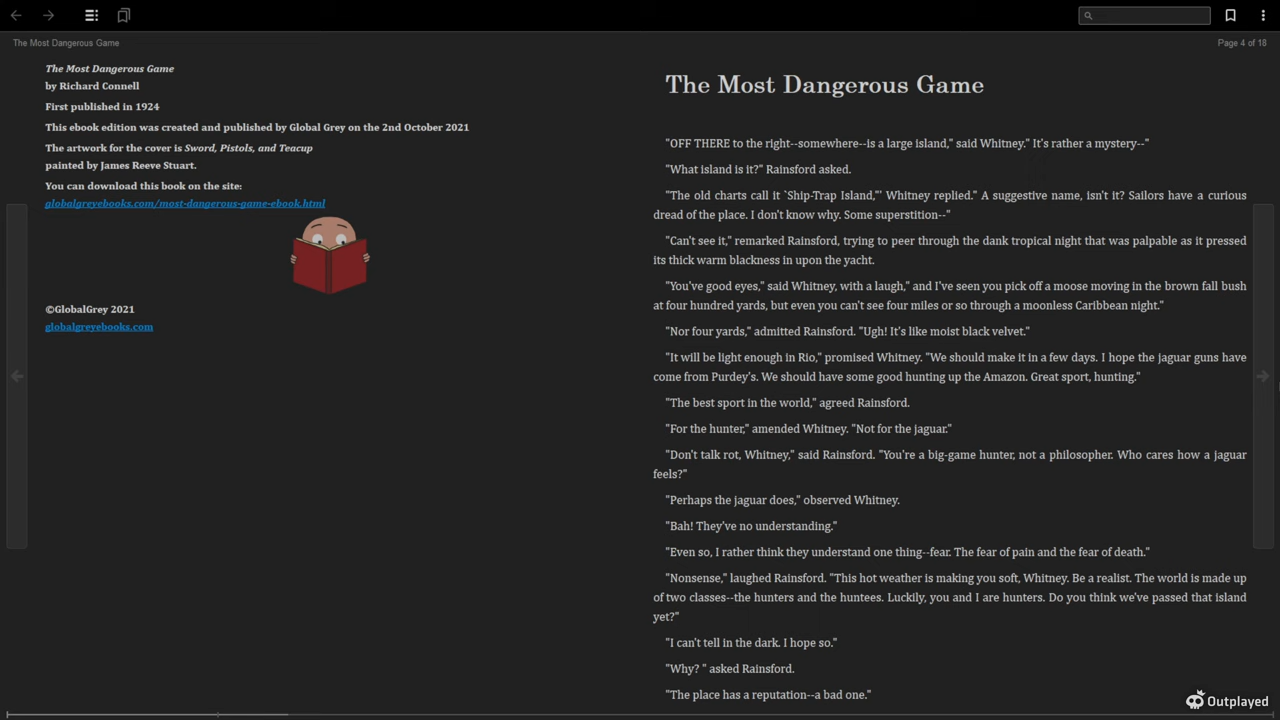 The Most Dangerous Game
Page 4 of 18
The Most Dangerous Game
by Richard Connell
First published in 1924
This ebook edition was created and published by Global Grey on the 2nd October 2021
The artwork for the cover is Sword, Pistols, and Teacup
painted by James Reeve Stuart.
You can download this book on the site:
globalgreyebooks.com/most-dangerous-game-ebook.html
©GlobalGrey 2021
globalgreyebooks.com
The Most Dangerous Game
"OFF THERE to the right--somewhere--is a large island," said Whitney." It's rather a mystery--"
"What island is it?" Rainsford asked.
"The old charts call it `Ship-Trap Island,"' Whitney replied." A suggestive name, isn't it? Sailors have a curious
dread of the place. I don't know why. Some superstition--"
"Can't see it," remarked Rainsford, trying to peer through the dank tropical night that was palpable as it pressed
its thick warm blackness in upon the yacht.
"You've good eyes," said Whitney, with a laugh," and I've seen you pick off a moose moving in the brown fall bush
at four hundred yards, but even you can't see four miles or so through a moonless Caribbean night."
"Nor four yards," admitted Rainsford. "Ugh! It's like moist black velvet."
"It will be light enough in Rio," promised Whitney. "We should make it in a few days. I hope the jaguar guns have
come from Purdey's. We should have some good hunting up the Amazon. Great sport, hunting."
"The best sport in the world," agreed Rainsford.
"For the hunter," amended Whitney. "Not for the jaguar."
"Don't talk rot, Whitney," said Rainsford. "You're a big-game hunter, not a philosopher. Who cares how a jaguar
feels?"
"Perhaps the jaguar does," observed Whitney.
"Bah! They've no understanding."
"Even so, I rather think they understand one thing--fear. The fear of pain and the fear of death."
"Nonsense," laughed Rainsford. "This hot weather is making you soft, Whitney. Be a realist. The world is made up
of two classes--the hunters and the huntees. Luckily, you and I are hunters. Do you think we've passed that island
yet?"
"I can't tell in the dark. I hope so."
"Why? " asked Rainsford.
"The place has a reputation--a bad one."
Outplayed